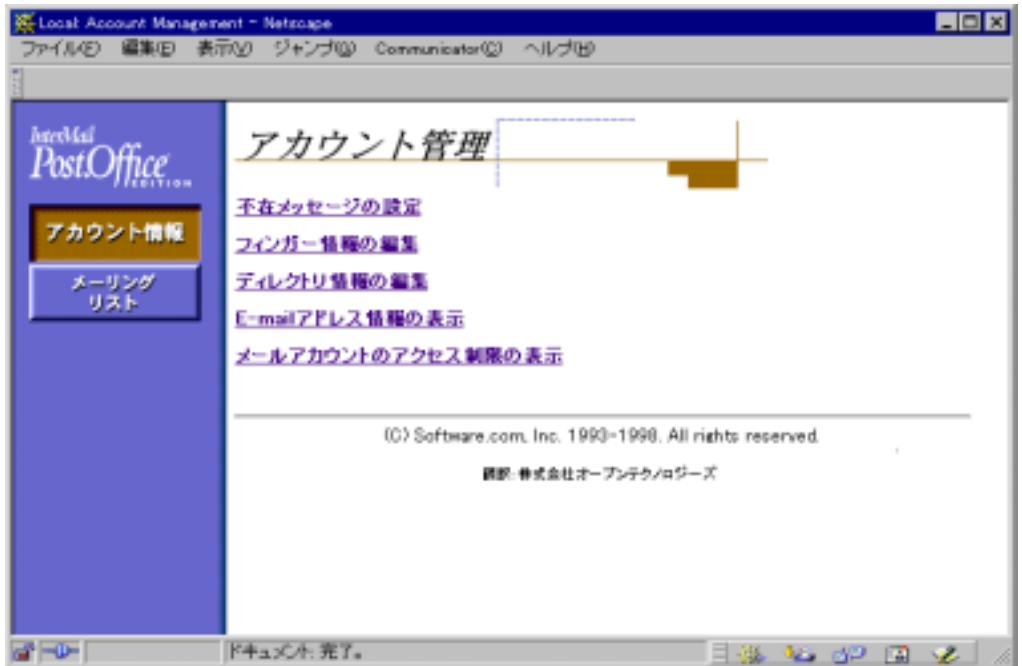 Local Account Management - Netscape
ファイル(F) 編集(E) 表示(V) ジャンプ(G) Communicator(C) ヘルプ(H)
InterMail
Post.Office
EDITION
アカウント情報
メーリング
リスト
アカウント管理
不在メッセージの設定
フィンガー情報の編集
ディレクトリ情報の編集
E-mailアドレス情報の表示
メールアカウントのアクセス制限の表示
(C) Software.com, Inc. 1993-1998. All rights reserved.
翻訳: 株式会社オープンテクノロジーズ
ドキュメント: 完了。